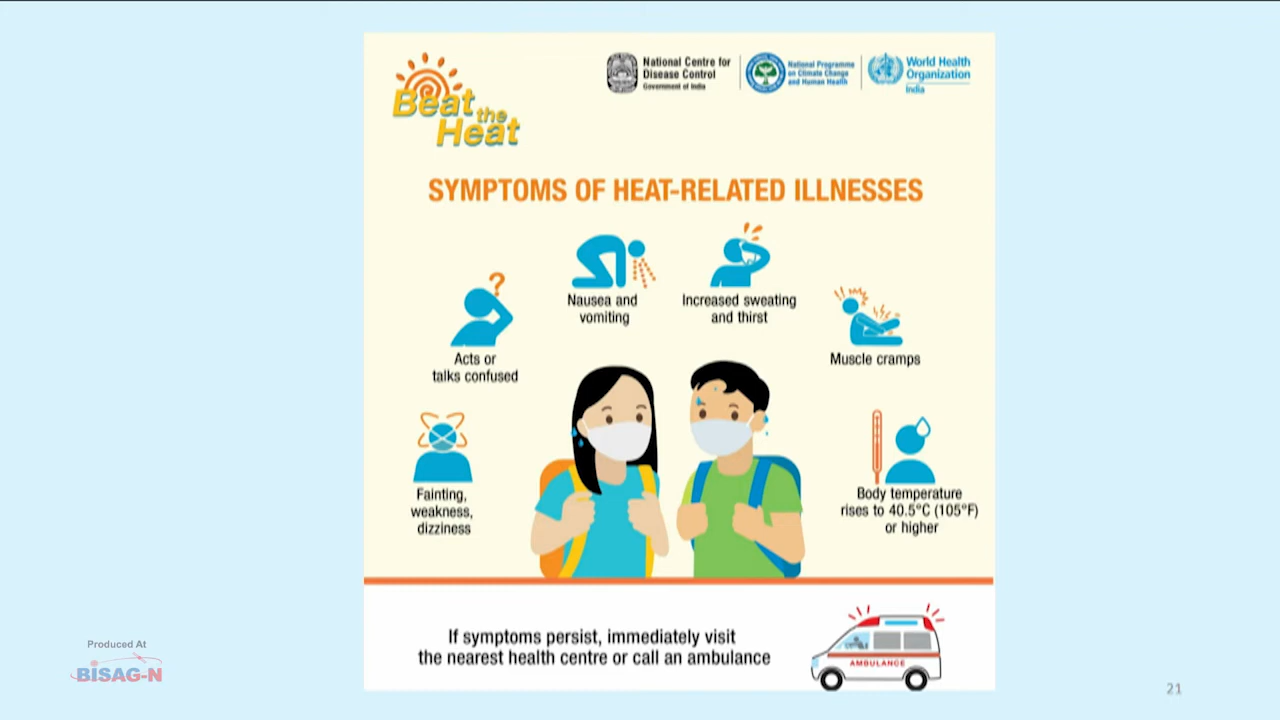 Beat
the
Heat
National Centre for
Disease Control
Government of India
National Programme
on Climate Change
and Human Health
World Health
Organization
India
SYMPTOMS OF HEAT-RELATED ILLNESSES
Nausea and
vomiting
Increased sweating
and thirst
Acts or
talks confused
Muscle cramps
Fainting,
weakness,
dizziness
Body temperature
rises to 40.5°C (105°F)
or higher
If symptoms persist, immediately visit
the nearest health centre or call an ambulance
AMBULANCE
Produced At
BISAG-N
21